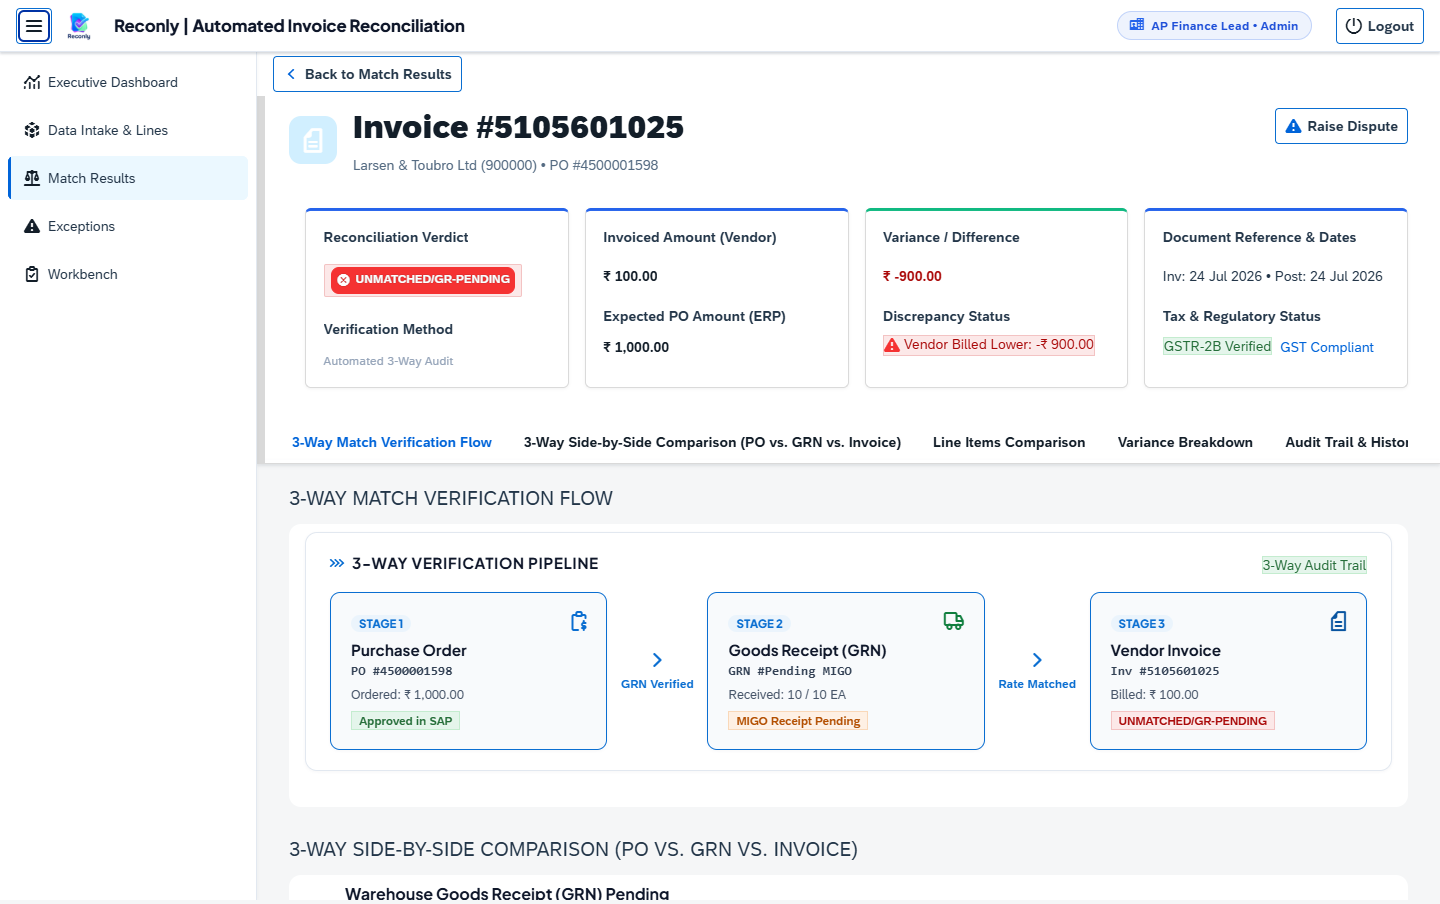 Reconly
Reconly | Automated Invoice Reconciliation
AP Finance Lead • Admin
Logout
Executive Dashboard
Data Intake & Lines
Match Results
Exceptions
Workbench
Back to Match Results
Invoice #5105601025
Larsen & Toubro Ltd (900000) • PO #4500001598
Raise Dispute
Reconciliation Verdict
UNMATCHED/GR-PENDING
Verification Method
Automated 3-Way Audit
Invoiced Amount (Vendor)
₹ 100.00
Expected PO Amount (ERP)
₹ 1,000.00
Variance / Difference
₹ -900.00
Discrepancy Status
Vendor Billed Lower: -₹ 900.00
Document Reference & Dates
Inv: 24 Jul 2026 • Post: 24 Jul 2026
Tax & Regulatory Status
GSTR-2B Verified GST Compliant
3-Way Match Verification Flow 3-Way Side-by-Side Comparison (PO vs. GRN vs. Invoice) Line Items Comparison Variance Breakdown Audit Trail & Histor
3-WAY MATCH VERIFICATION FLOW
3-WAY VERIFICATION PIPELINE
3-Way Audit Trail
STAGE 1
Purchase Order
PO #4500001598
Ordered: ₹ 1,000.00
Approved in SAP
GRN Verified
STAGE 2
Goods Receipt (GRN)
GRN #Pending MIGO
Received: 10 / 10 EA
MIGO Receipt Pending
Rate Matched
STAGE 3
Vendor Invoice
Inv #5105601025
Billed: ₹ 100.00
UNMATCHED/GR-PENDING
3-WAY SIDE-BY-SIDE COMPARISON (PO VS. GRN VS. INVOICE)
Warehouse Goods Receipt (GRN) Pending